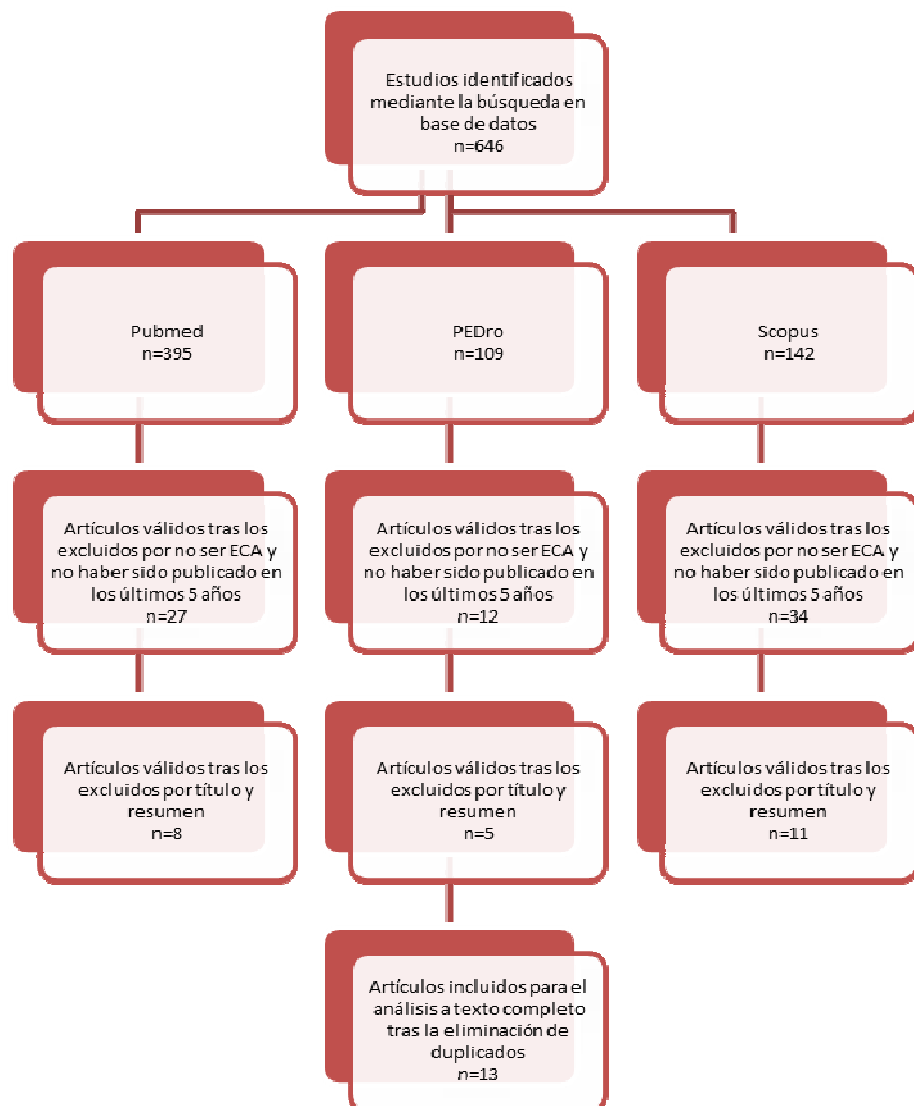 Estudios identificados
mediante la búsqueda en
base de datos
n=646
Pubmed
n=395
PEDro
n=109
Scopus
n=142
Artículos válidos tras los
excluidos por no ser ECA y
no haber sido publicado en
los últimos 5 años
n=27
Artículos válidos tras los
excluidos por no ser ECA y
no haber sido publicado en
los últimos 5 años
n=12
Artículos válidos tras los
excluidos por no ser ECA y
no haber sido publicado en
los últimos 5 años
n=34
Artículos válidos tras los
excluidos por título y
resumen
n=8
Artículos válidos tras los
excluidos por título y
resumen
n=5
Artículos válidos tras los
excluidos por título y
resumen
n=11
Artículos incluidos para el
análisis a texto completo
tras la eliminación de
duplicados
n=13